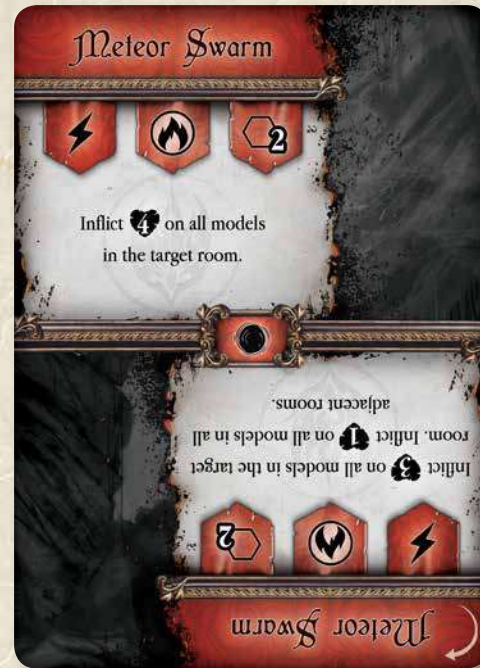 Meteor Swarm
2
Inflict 4 on all models
in the target room.
Meteor Swarm
2
Inflict 3 on all models in the target
room. Inflict 1 on all models in all
adjacent rooms.